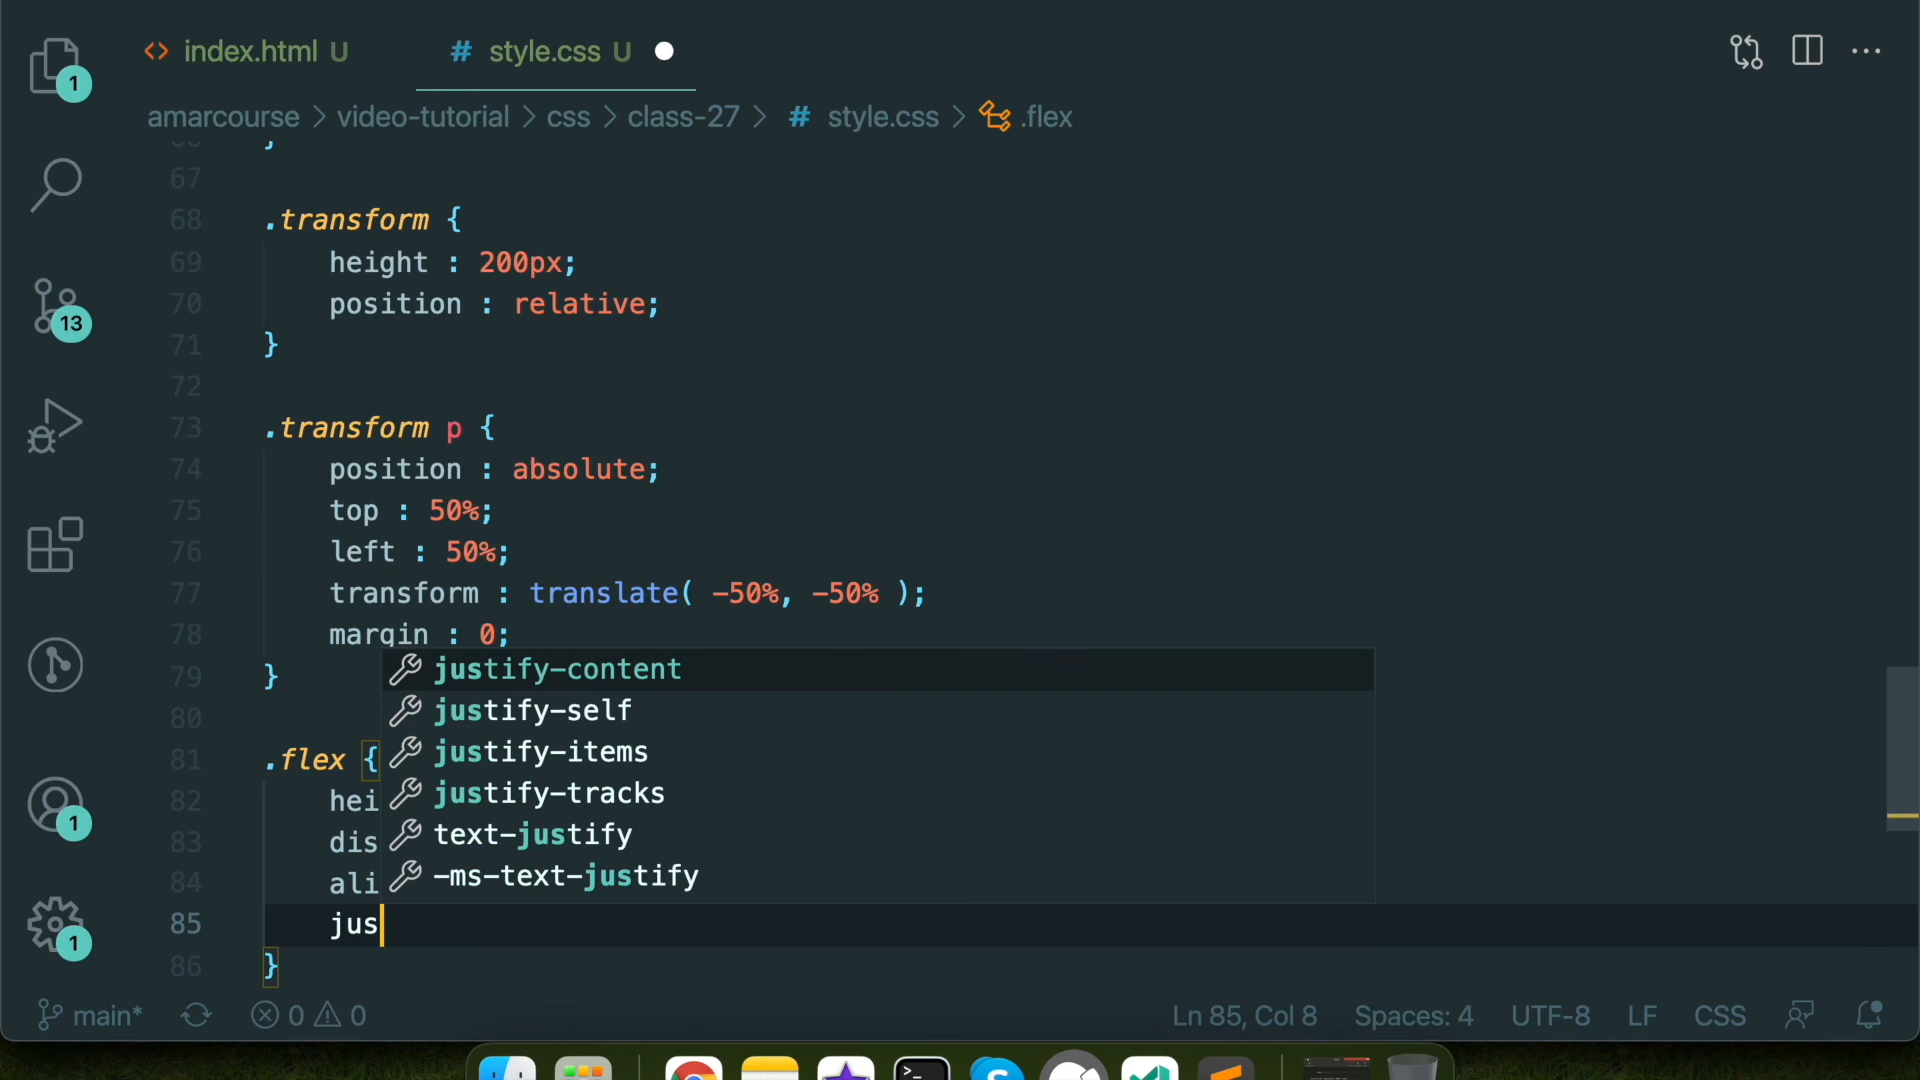 index.html U
style.css U
amarcourse > video-tutorial > css > class-27 > # style.css > .flex
67
68 .transform {
69 height : 200px;
70 position : relative;
71 }
72
73 .transform p {
74 position : absolute;
75 top : 50%;
76 left : 50%;
77 transform : translate( -50%, -50% );
78 margin : 0;
79 }
80
81 .flex {
82 hei
83 dis
84 ali
85 jus
86 }
justify-content
justify-self
justify-items
justify-tracks
text-justify
-ms-text-justify
1
13
1
1
main* 0 0 Ln 85, Col 8 Spaces: 4 UTF-8 LF CSS